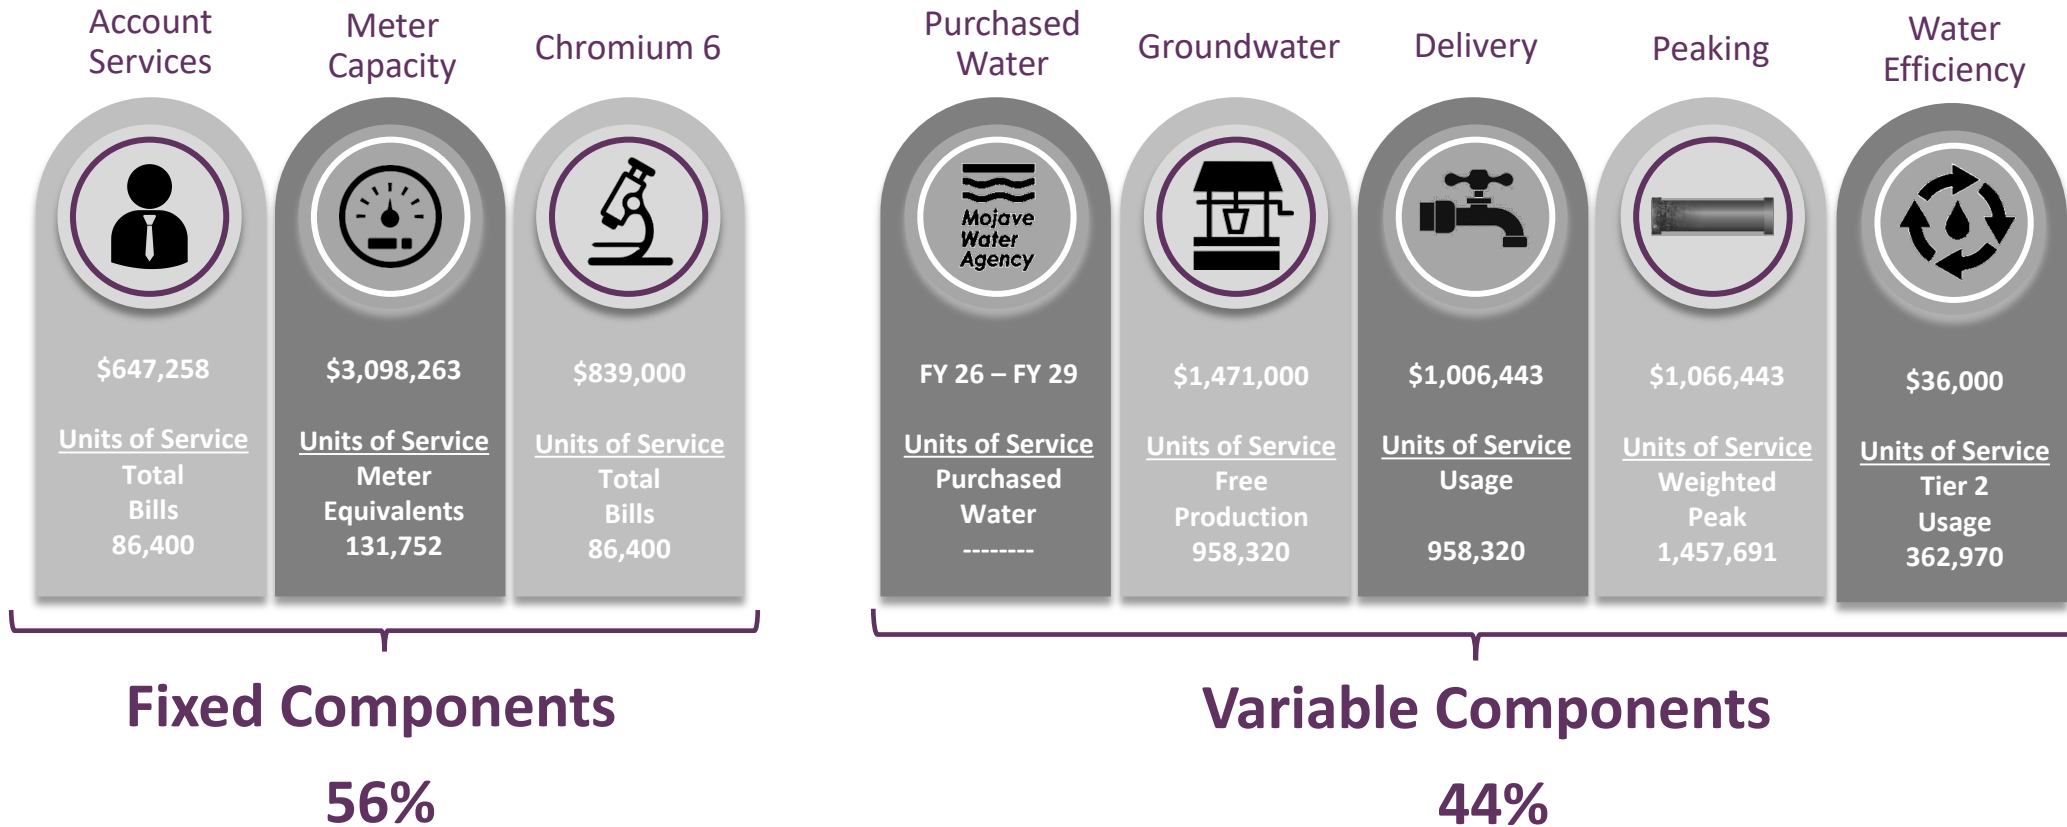 Account
Services
$647,258
Units of Service
Total
Bills
86,400
Meter
Capacity
$3,098,263
Units of Service
Meter
Equivalents
131,752
Chromium 6
$839,000
Units of Service
Total
Bills
86,400
Fixed Components
56%
Purchased
Water
Mojave
Water
Agency
FY 26 – FY 29
Units of Service
Purchased
Water
--------
Groundwater
$1,471,000
Units of Service
Free
Production
958,320
Delivery
$1,006,443
Units of Service
Usage
958,320
Peaking
$1,066,443
Units of Service
Weighted
Peak
1,457,691
Water
Efficiency
$36,000
Units of Service
Tier 2
Usage
362,970
Variable Components
44%